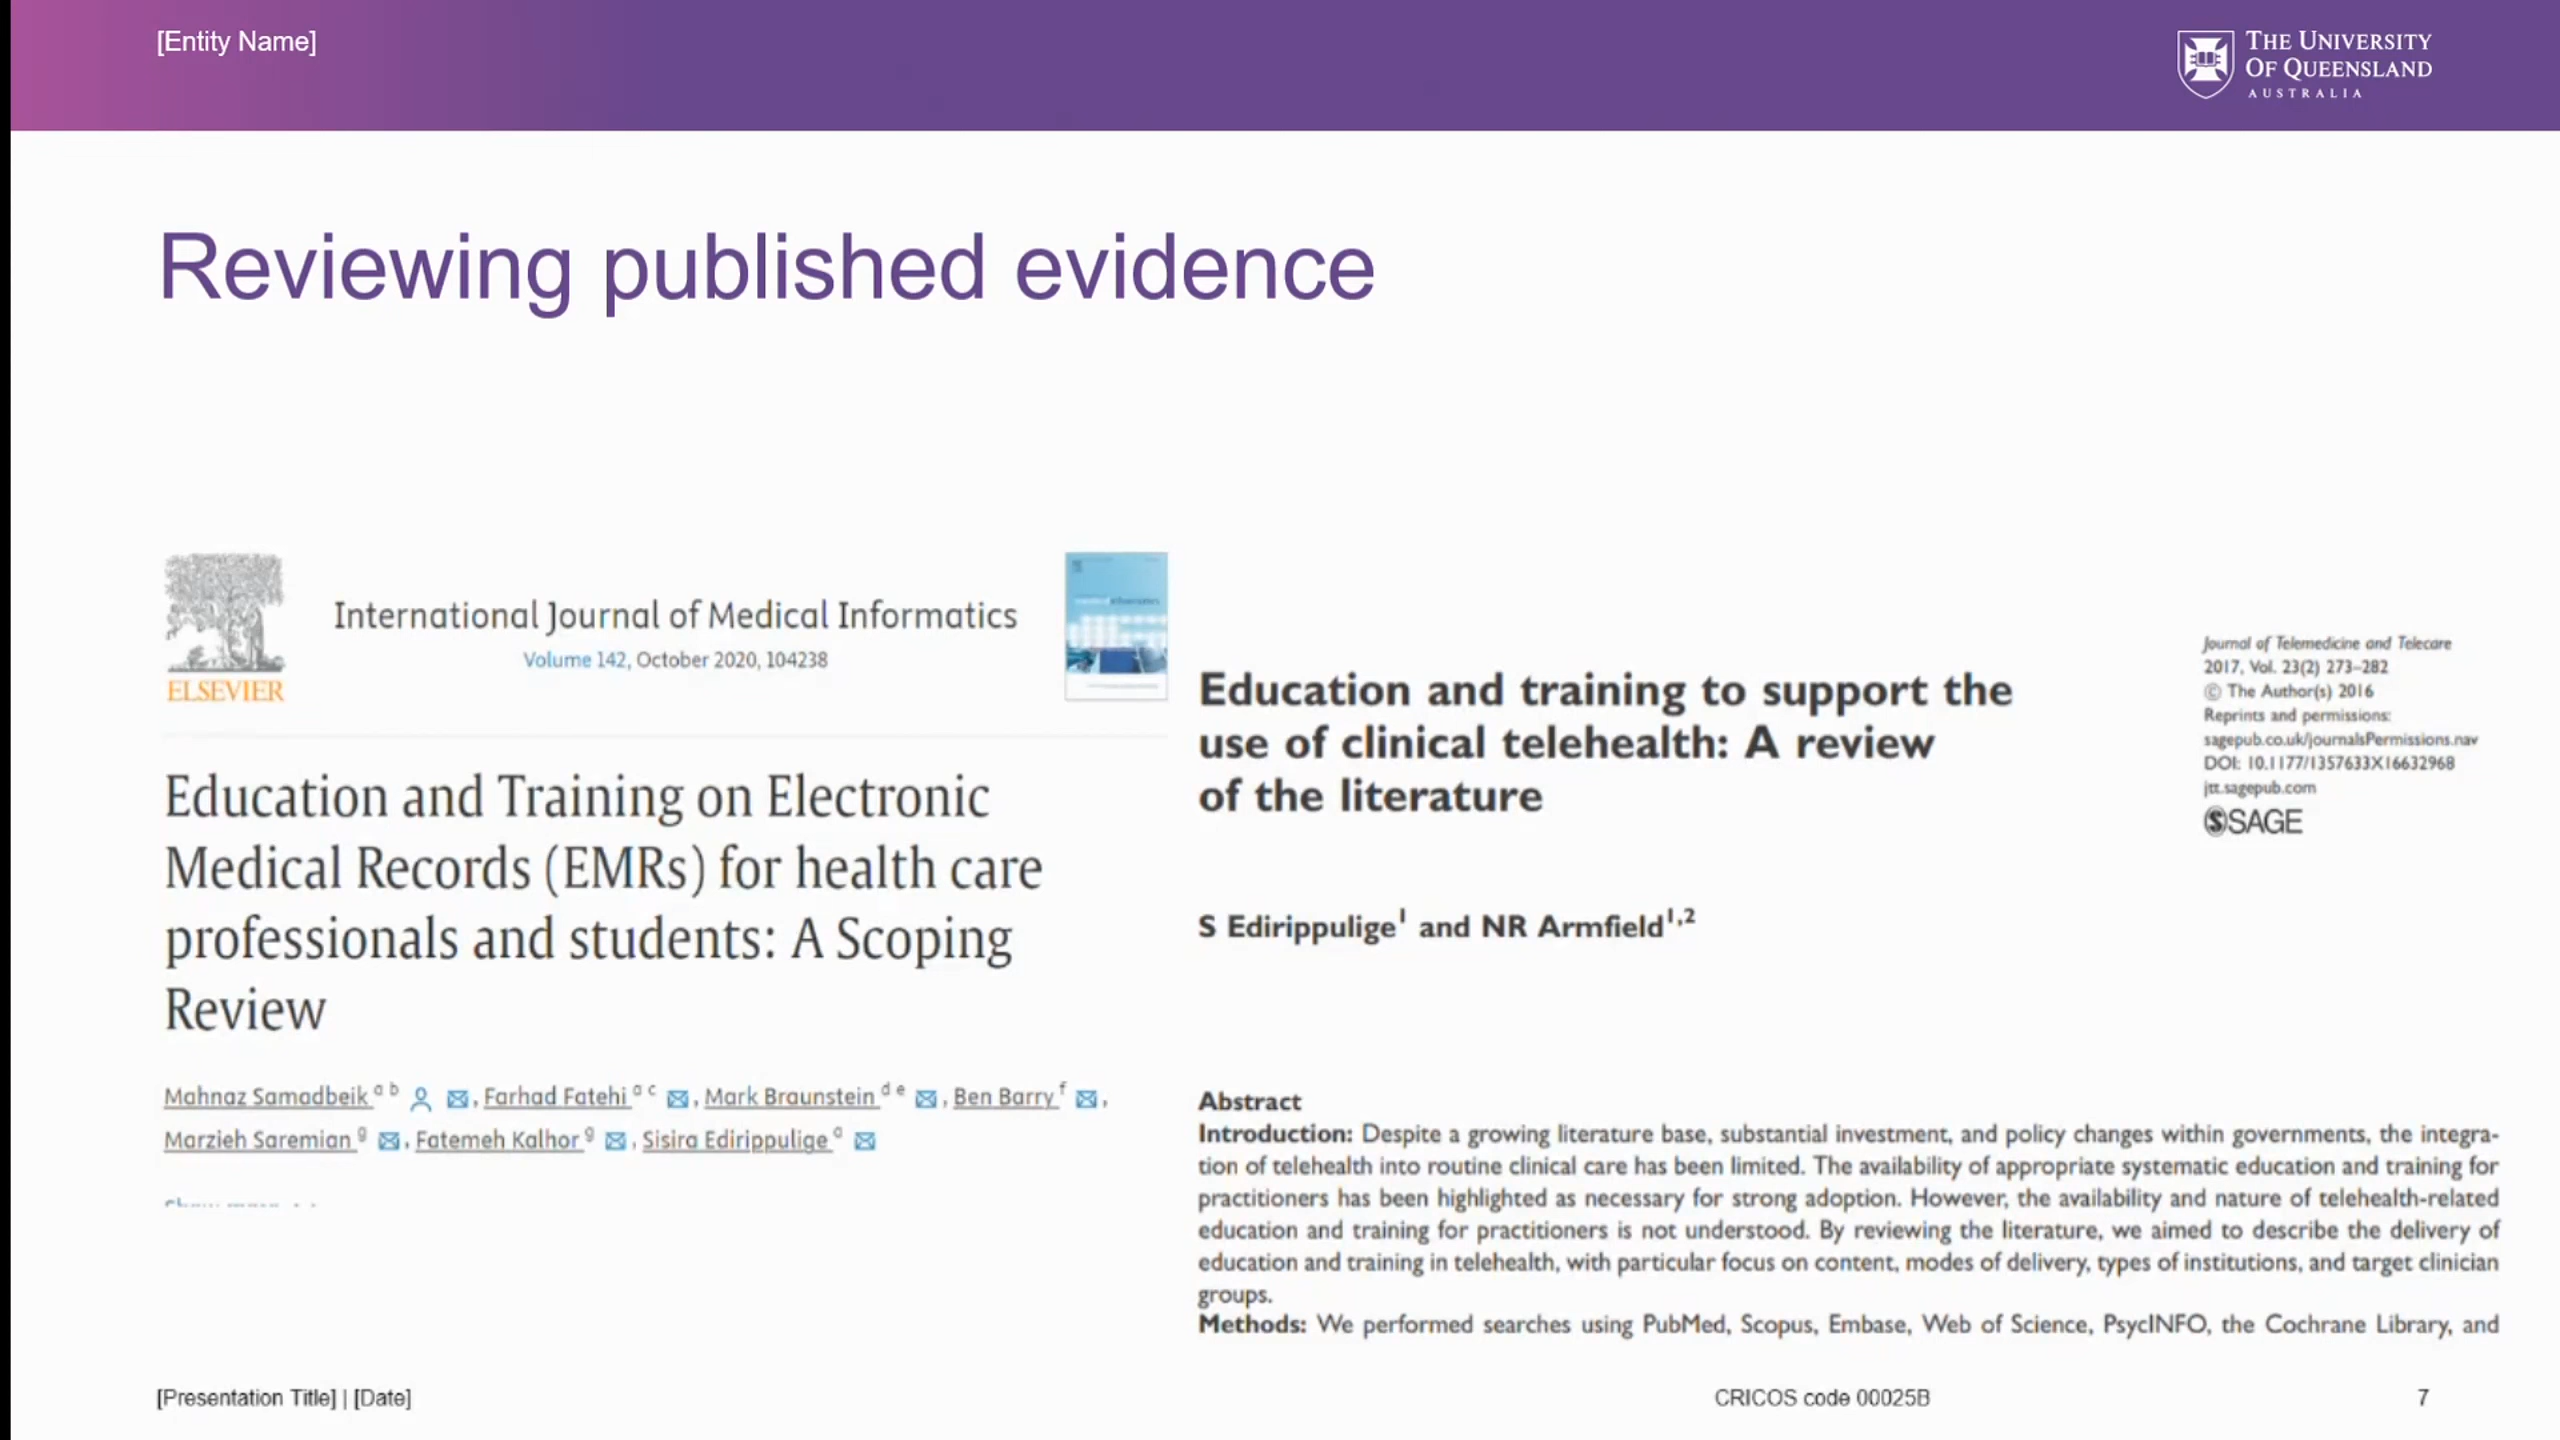 [Entity Name]
THE UNIVERSITY
OF QUEENSLAND
AUSTRALIA
Reviewing published evidence
ELSEVIER
International Journal of Medical Informatics
Volume 142, October 2020, 104238
Education and Training on Electronic
Medical Records (EMRs) for health care
professionals and students: A Scoping
Review
Mahnaz Samadbeik a b , Farhad Fatehi a c , Mark Braunstein d e , Ben Barry f ,
Marzieh Saremian g , Fatemeh Kalhor g , Sisira Edirippulige a
Education and training to support the
use of clinical telehealth: A review
of the literature
Journal of Telemedicine and Telecare
2017, Vol. 23(2) 273–282
© The Author(s) 2016
Reprints and permissions:
sagepub.co.uk/journalsPermissions.nav
DOI: 10.1177/1357633X16632968
jtt.sagepub.com
SAGE
S Edirippulige1 and NR Armfield1,2
Abstract
Introduction: Despite a growing literature base, substantial investment, and policy changes within governments, the integra-
tion of telehealth into routine clinical care has been limited. The availability of appropriate systematic education and training for
practitioners has been highlighted as necessary for strong adoption. However, the availability and nature of telehealth-related
education and training for practitioners is not understood. By reviewing the literature, we aimed to describe the delivery of
education and training in telehealth, with particular focus on content, modes of delivery, types of institutions, and target clinician
groups.
Methods: We performed searches using PubMed, Scopus, Embase, Web of Science, PsycINFO, the Cochrane Library, and
[Presentation Title] | [Date]
CRICOS code 00025B
7